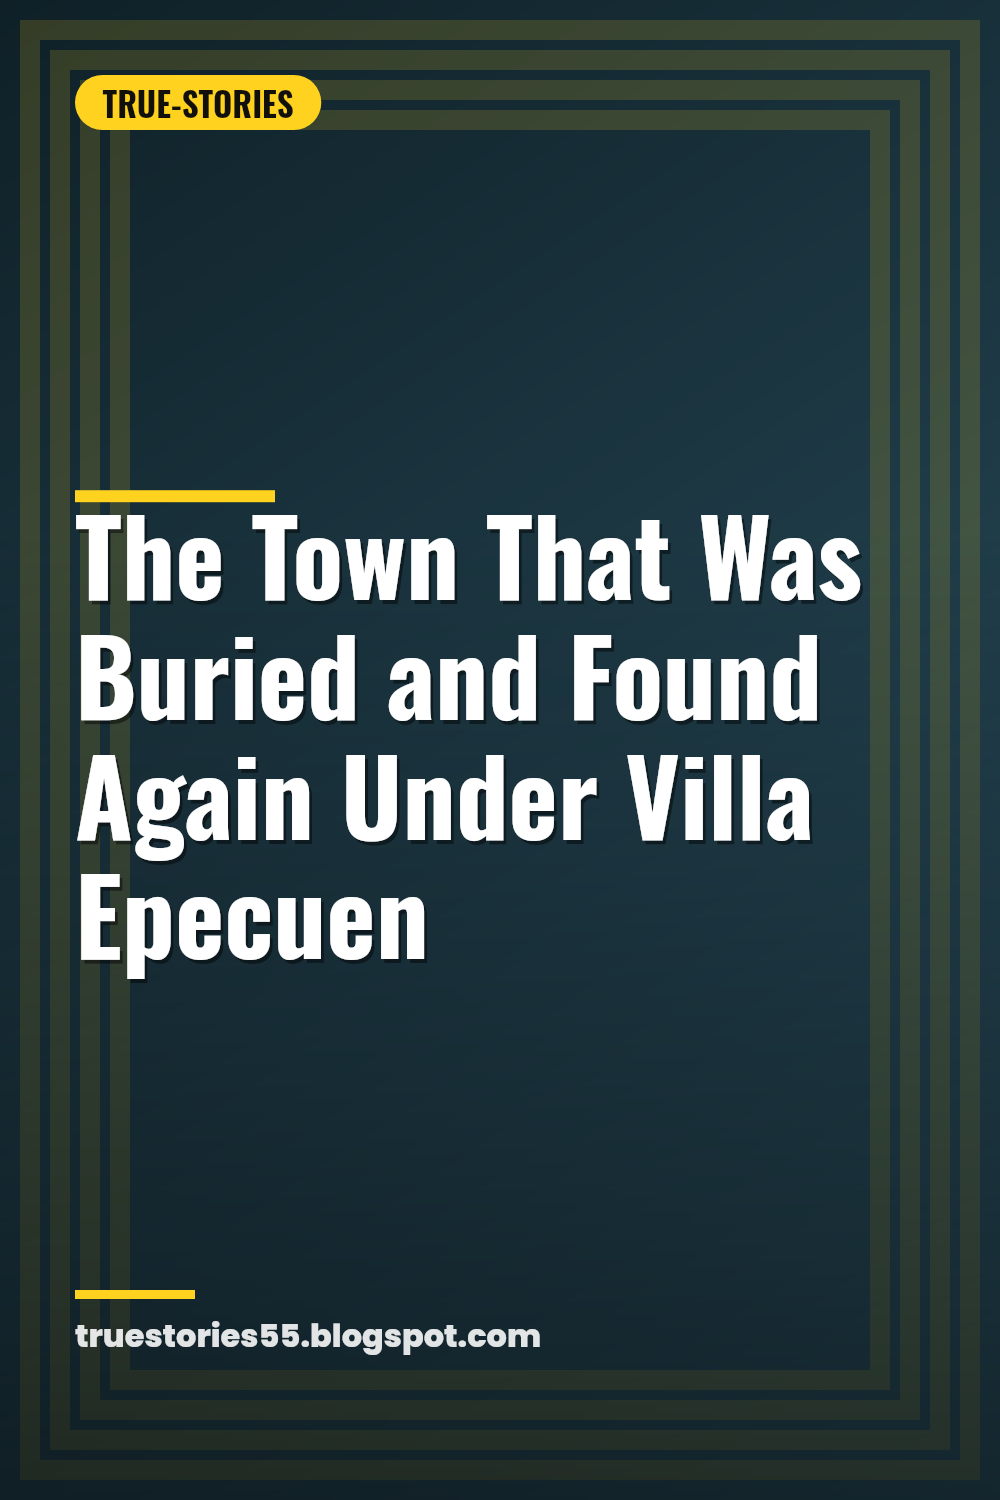 TRUE-STORIES
The Town That Was
Buried and Found
Again Under Villa
Epecuen
truestories55.blogspot.com